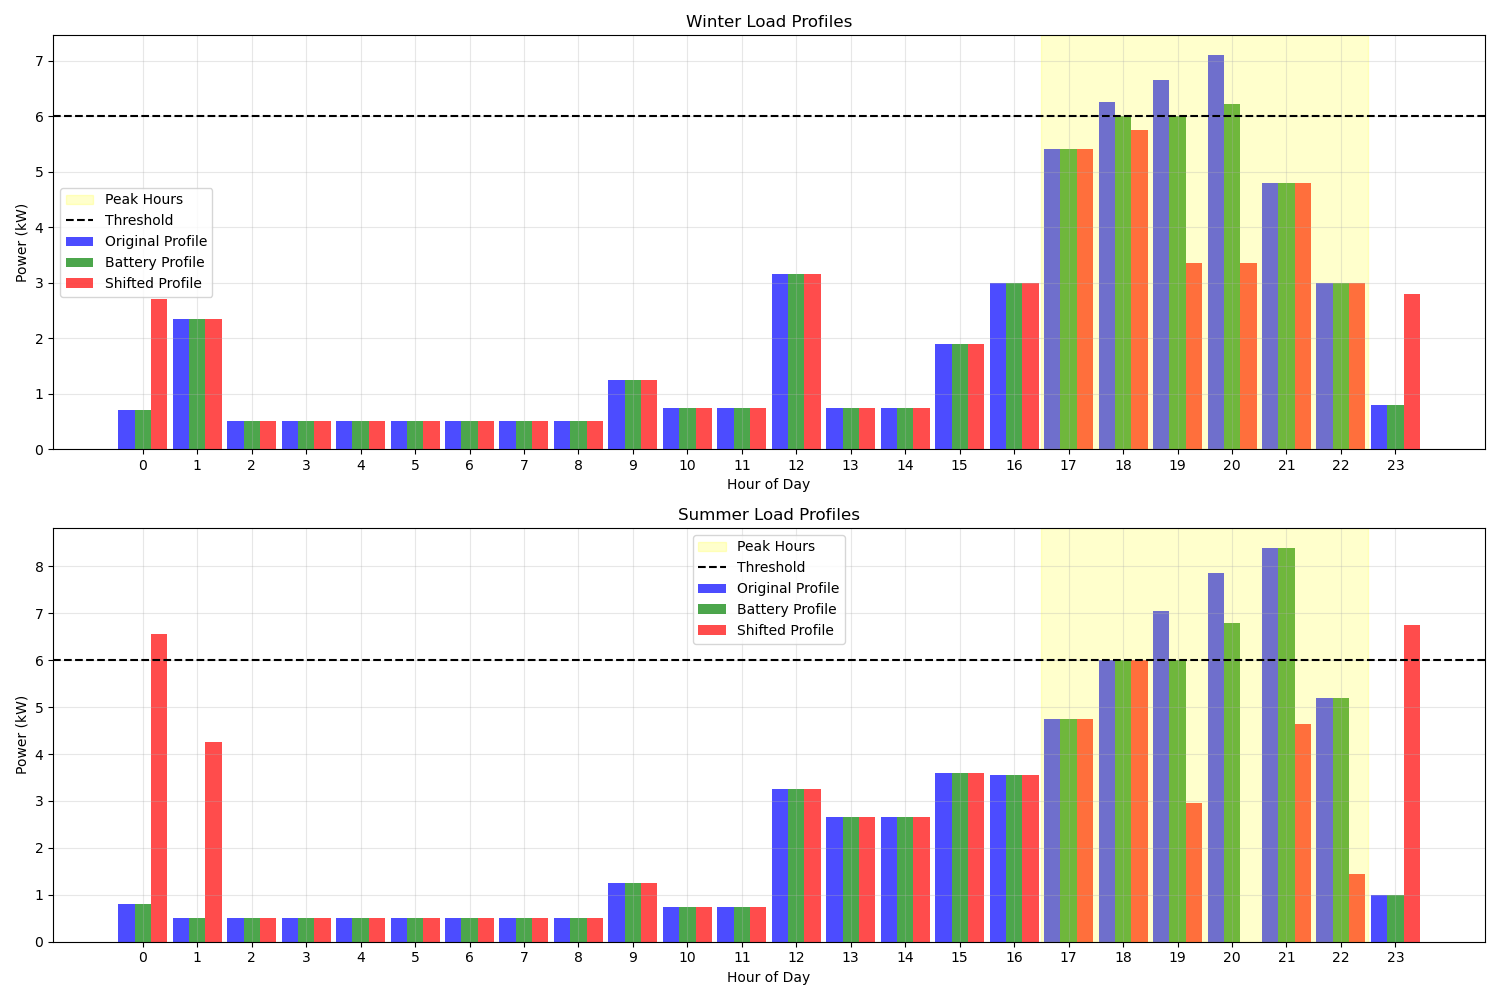 Winter Load Profiles
Power (kW)
7
6
5
4
3
2
1
0
Peak Hours
Threshold
Original Profile
Battery Profile
Shifted Profile
0 1 2 3 4 5 6 7 8 9 10 11 12 13 14 15 16 17 18 19 20 21 22 23
Hour of Day
Summer Load Profiles
Power (kW)
8
7
6
5
4
3
2
1
0
Peak Hours
Threshold
Original Profile
Battery Profile
Shifted Profile
0 1 2 3 4 5 6 7 8 9 10 11 12 13 14 15 16 17 18 19 20 21 22 23
Hour of Day